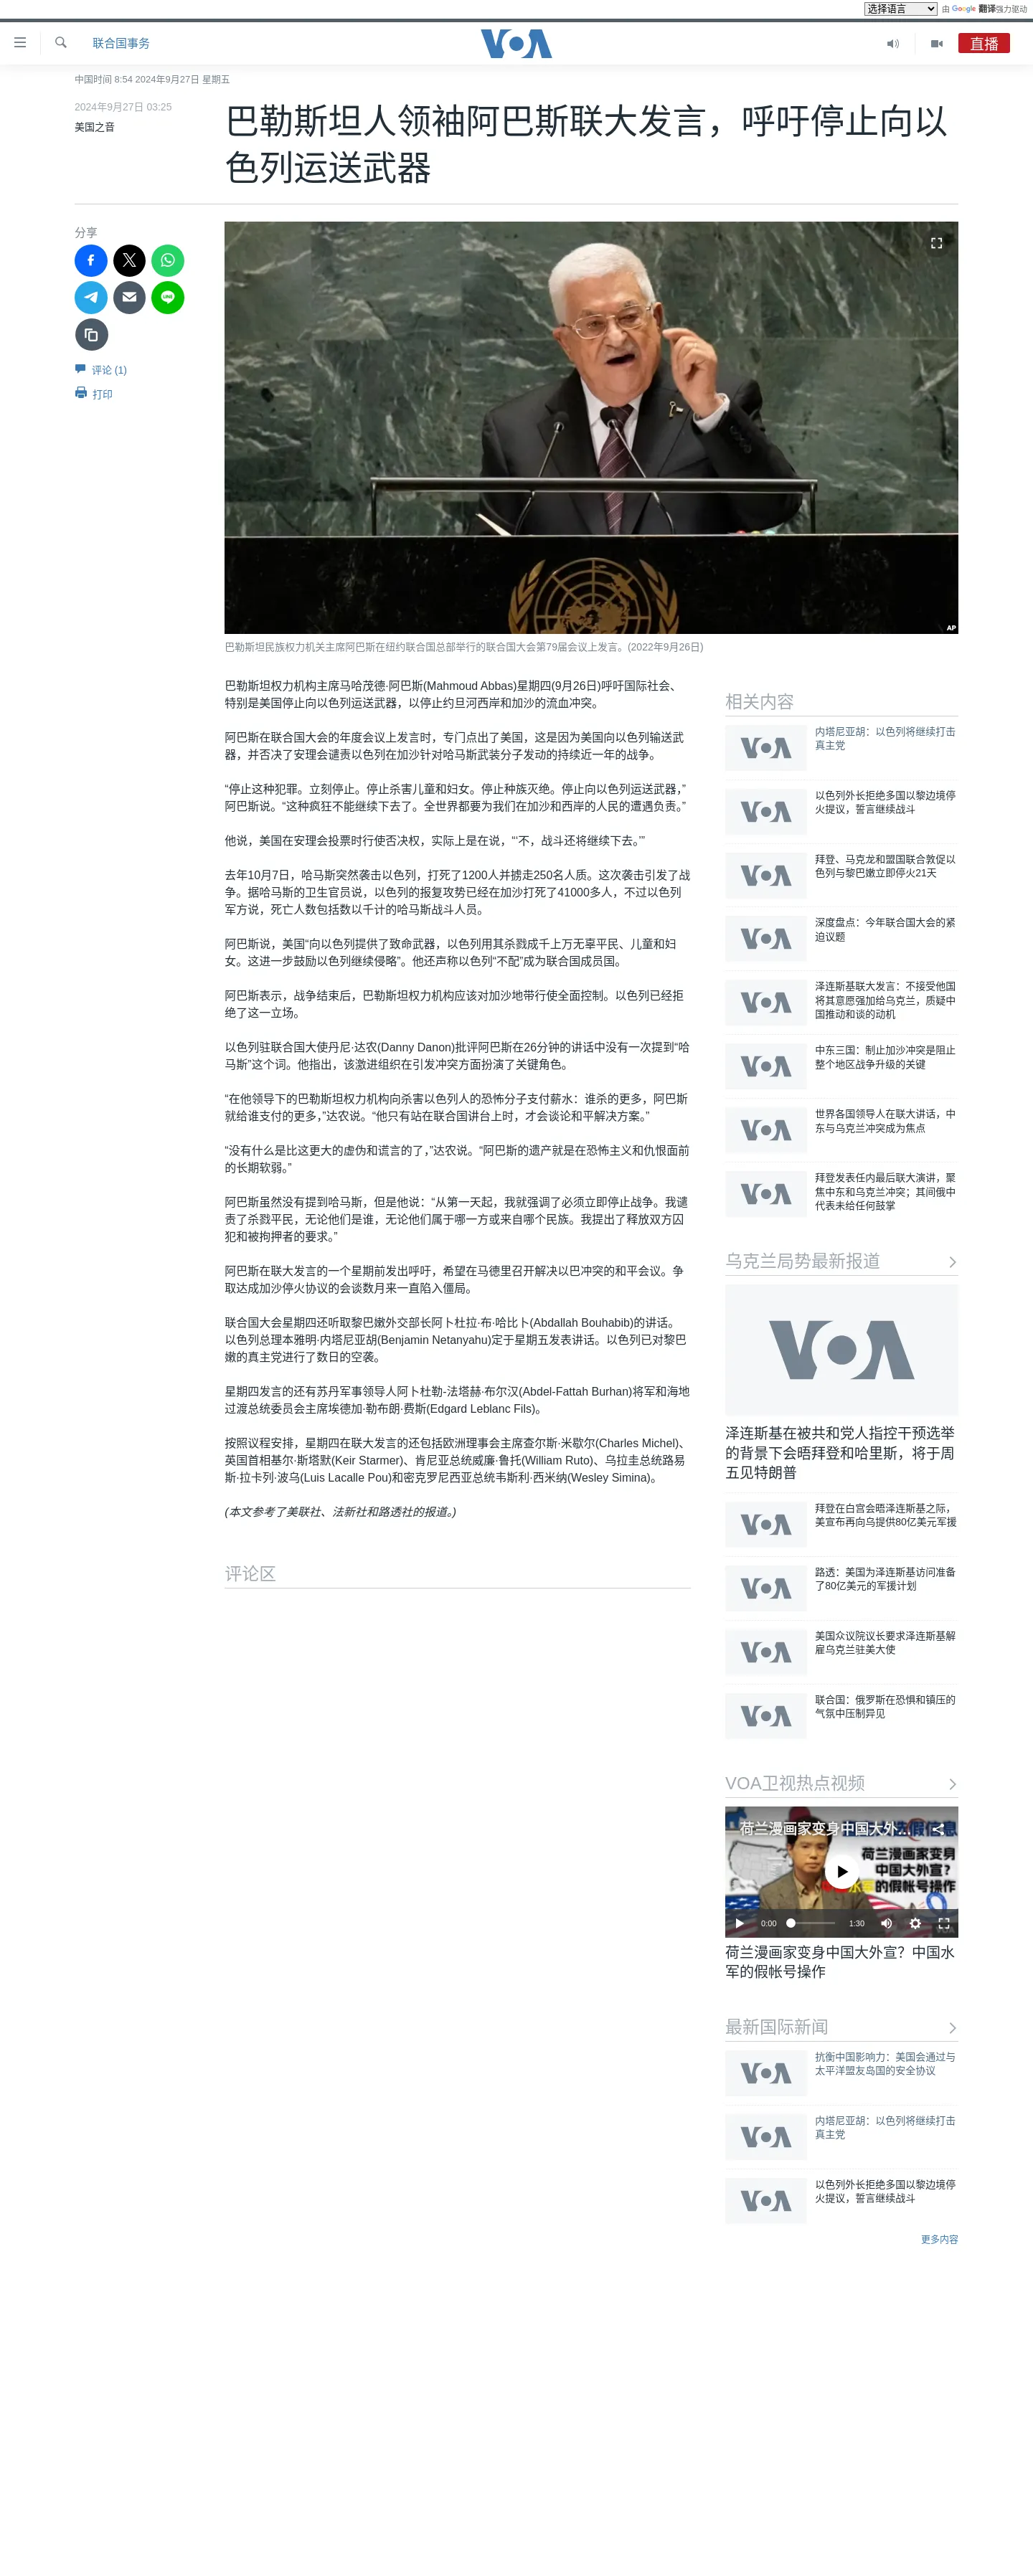 选择语言
由 Google 翻译强力驱动
联合国事务
VOA
直播
中国时间 8:54 2024年9月27日 星期五
2024年9月27日 03:25
美国之音
巴勒斯坦人领袖阿巴斯联大发言，呼吁停止向以
色列运送武器
分享
评论 (1)
打印
AP
巴勒斯坦民族权力机关主席阿巴斯在纽约联合国总部举行的联合国大会第79届会议上发言。(2022年9月26日)
巴勒斯坦权力机构主席马哈茂德·阿巴斯(Mahmoud Abbas)星期四(9月26日)呼吁国际社会、
特别是美国停止向以色列运送武器，以停止约旦河西岸和加沙的流血冲突。
阿巴斯在联合国大会的年度会议上发言时，专门点出了美国，这是因为美国向以色列输送武
器，并否决了安理会谴责以色列在加沙针对哈马斯武装分子发动的持续近一年的战争。
“停止这种犯罪。立刻停止。停止杀害儿童和妇女。停止种族灭绝。停止向以色列运送武器，”
阿巴斯说。“这种疯狂不能继续下去了。全世界都要为我们在加沙和西岸的人民的遭遇负责。”
他说，美国在安理会投票时行使否决权，实际上是在说，“‘不，战斗还将继续下去。’”
去年10月7日，哈马斯突然袭击以色列，打死了1200人并掳走250名人质。这次袭击引发了战
争。据哈马斯的卫生官员说，以色列的报复攻势已经在加沙打死了41000多人，不过以色列
军方说，死亡人数包括数以千计的哈马斯战斗人员。
阿巴斯说，美国“向以色列提供了致命武器，以色列用其杀戮成千上万无辜平民、儿童和妇
女。这进一步鼓励以色列继续侵略”。他还声称以色列“不配”成为联合国成员国。
阿巴斯表示，战争结束后，巴勒斯坦权力机构应该对加沙地带行使全面控制。以色列已经拒
绝了这一立场。
以色列驻联合国大使丹尼·达农(Danny Danon)批评阿巴斯在26分钟的讲话中没有一次提到“哈
马斯”这个词。他指出，该激进组织在引发冲突方面扮演了关键角色。
“在他领导下的巴勒斯坦权力机构向杀害以色列人的恐怖分子支付薪水：谁杀的更多，阿巴斯
就给谁支付的更多，”达农说。“他只有站在联合国讲台上时，才会谈论和平解决方案。”
“没有什么是比这更大的虚伪和谎言的了，”达农说。“阿巴斯的遗产就是在恐怖主义和仇恨面前
的长期软弱。”
阿巴斯虽然没有提到哈马斯，但是他说：“从第一天起，我就强调了必须立即停止战争。我谴
责了杀戮平民，无论他们是谁，无论他们属于哪一方或来自哪个民族。我提出了释放双方囚
犯和被拘押者的要求。”
阿巴斯在联大发言的一个星期前发出呼吁，希望在马德里召开解决以巴冲突的和平会议。争
取达成加沙停火协议的会谈数月来一直陷入僵局。
联合国大会星期四还听取黎巴嫩外交部长阿卜杜拉·布·哈比卜(Abdallah Bouhabib)的讲话。
以色列总理本雅明·内塔尼亚胡(Benjamin Netanyahu)定于星期五发表讲话。以色列已对黎巴
嫩的真主党进行了数日的空袭。
星期四发言的还有苏丹军事领导人阿卜杜勒-法塔赫·布尔汉(Abdel-Fattah Burhan)将军和海地
过渡总统委员会主席埃德加·勒布朗·费斯(Edgard Leblanc Fils)。
按照议程安排，星期四在联大发言的还包括欧洲理事会主席查尔斯·米歇尔(Charles Michel)、
英国首相基尔·斯塔默(Keir Starmer)、肯尼亚总统威廉·鲁托(William Ruto)、乌拉圭总统路易
斯·拉卡列·波乌(Luis Lacalle Pou)和密克罗尼西亚总统韦斯利·西米纳(Wesley Simina)。
(本文参考了美联社、法新社和路透社的报道。)
评论区
相关内容
VOA
内塔尼亚胡：以色列将继续打击
真主党
VOA
以色列外长拒绝多国以黎边境停
火提议，誓言继续战斗
VOA
拜登、马克龙和盟国联合敦促以
色列与黎巴嫩立即停火21天
VOA
深度盘点：今年联合国大会的紧
迫议题
VOA
泽连斯基联大发言：不接受他国
将其意愿强加给乌克兰，质疑中
国推动和谈的动机
VOA
中东三国：制止加沙冲突是阻止
整个地区战争升级的关键
VOA
世界各国领导人在联大讲话，中
东与乌克兰冲突成为焦点
VOA
拜登发表任内最后联大演讲，聚
焦中东和乌克兰冲突；其间俄中
代表未给任何鼓掌
乌克兰局势最新报道
VOA
泽连斯基在被共和党人指控干预选举
的背景下会晤拜登和哈里斯，将于周
五见特朗普
VOA
拜登在白宫会晤泽连斯基之际，
美宣布再向乌提供80亿美元军援
VOA
路透：美国为泽连斯基访问准备
了80亿美元的军援计划
VOA
美国众议院议长要求泽连斯基解
雇乌克兰驻美大使
VOA
联合国：俄罗斯在恐惧和镇压的
气氛中压制异见
VOA卫视热点视频
荷兰漫画家变身中国大外...
荷兰漫画家变身
中国大外宣？
的假帐号操作
0:00
1:30
荷兰漫画家变身中国大外宣？中国水
军的假帐号操作
最新国际新闻
VOA
抗衡中国影响力：美国会通过与
太平洋盟友岛国的安全协议
VOA
内塔尼亚胡：以色列将继续打击
真主党
VOA
以色列外长拒绝多国以黎边境停
火提议，誓言继续战斗
更多内容